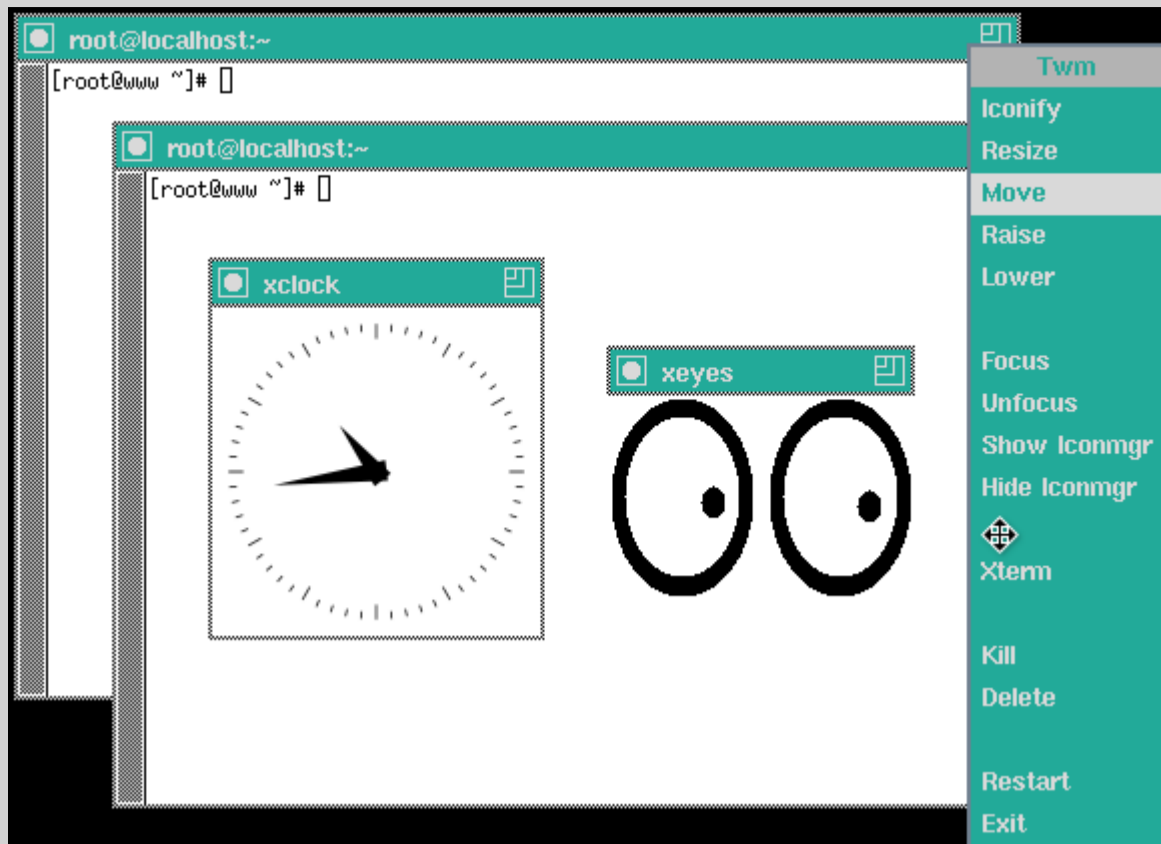 root@localhost:~
[root@www ~]#
root@localhost:~
[root@www ~]#
xclock
xeyes
Twm
Iconify
Resize
Move
Raise
Lower
Focus
Unfocus
Show Iconmgr
Hide Iconmgr
Xterm
Kill
Delete
Restart
Exit